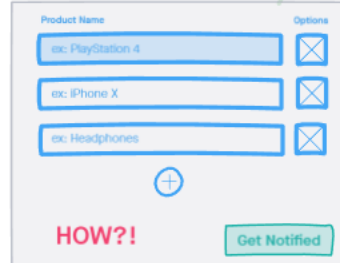 Product Name Options
ex: PlayStation 4
ex: iPhone X
ex: Headphones
HOW?!
Get Notified